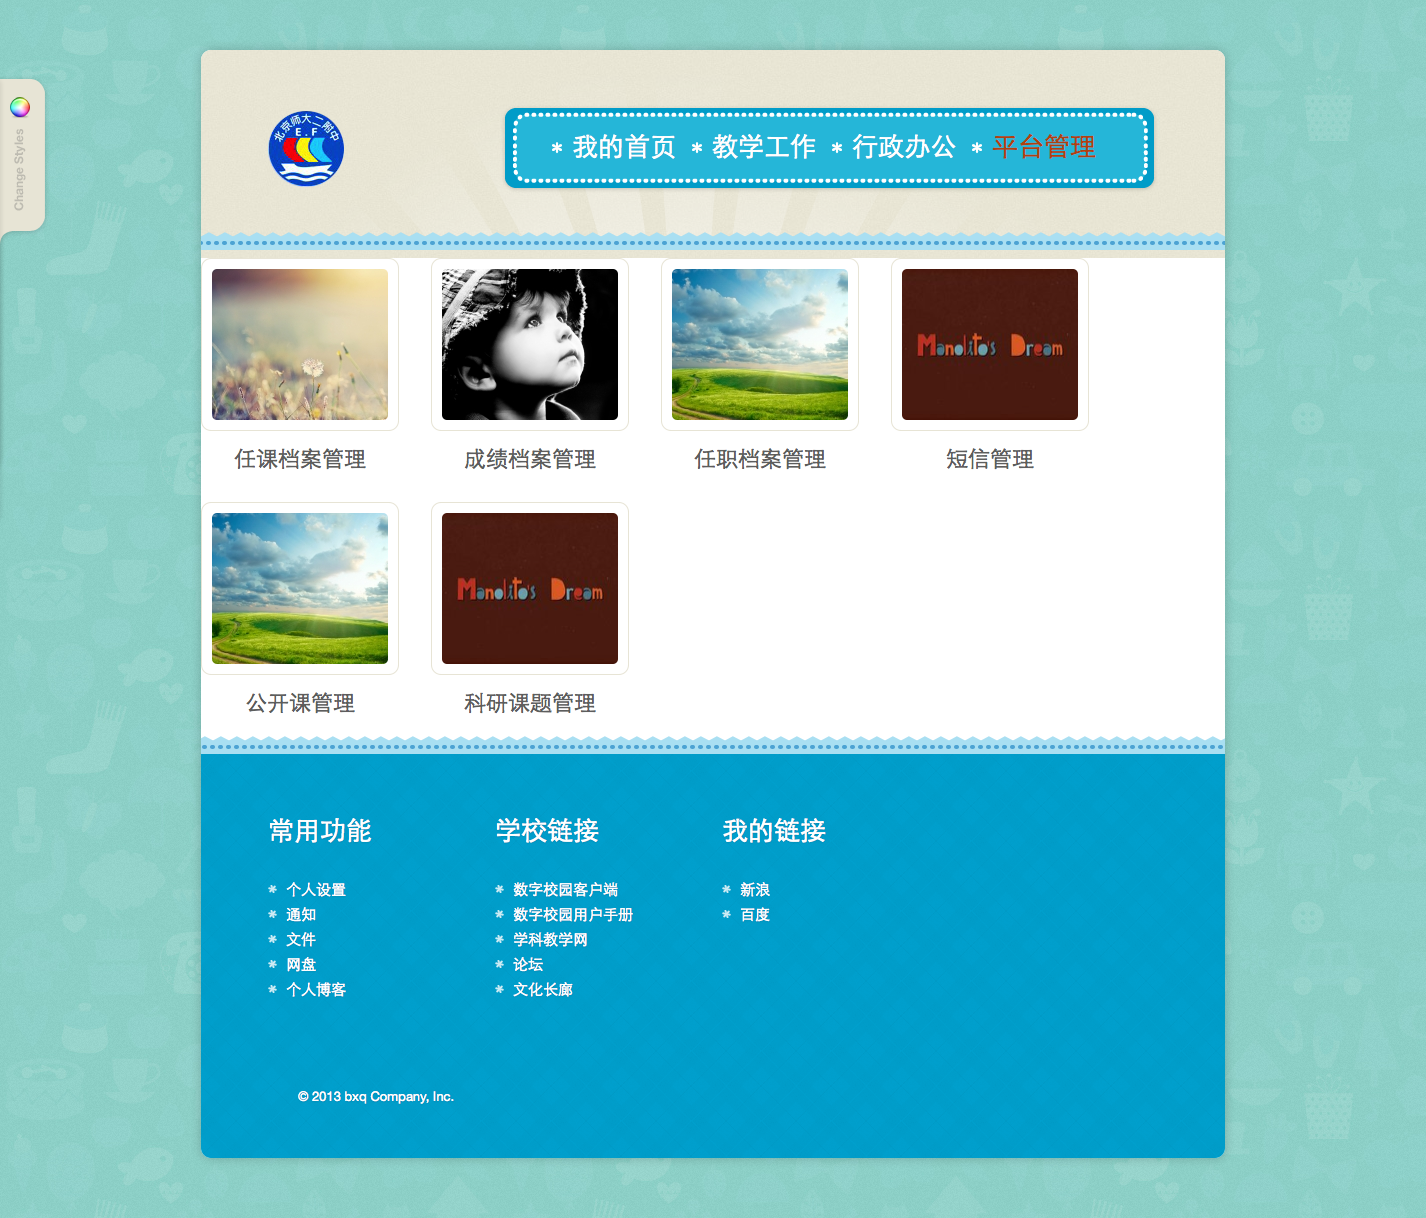 北京师大二附中
E.F
* 我的首页 * 教学工作 * 行政办公 * 平台管理
Change Styles
Manolito's Dream
任课档案管理 成绩档案管理 任职档案管理 短信管理
Manolito's Dream
公开课管理 科研课题管理
常用功能
个人设置
通知
文件
网盘
个人博客
学校链接
数字校园客户端
数字校园用户手册
学科教学网
论坛
文化长廊
我的链接
新浪
百度
© 2013 bxq Company, Inc.